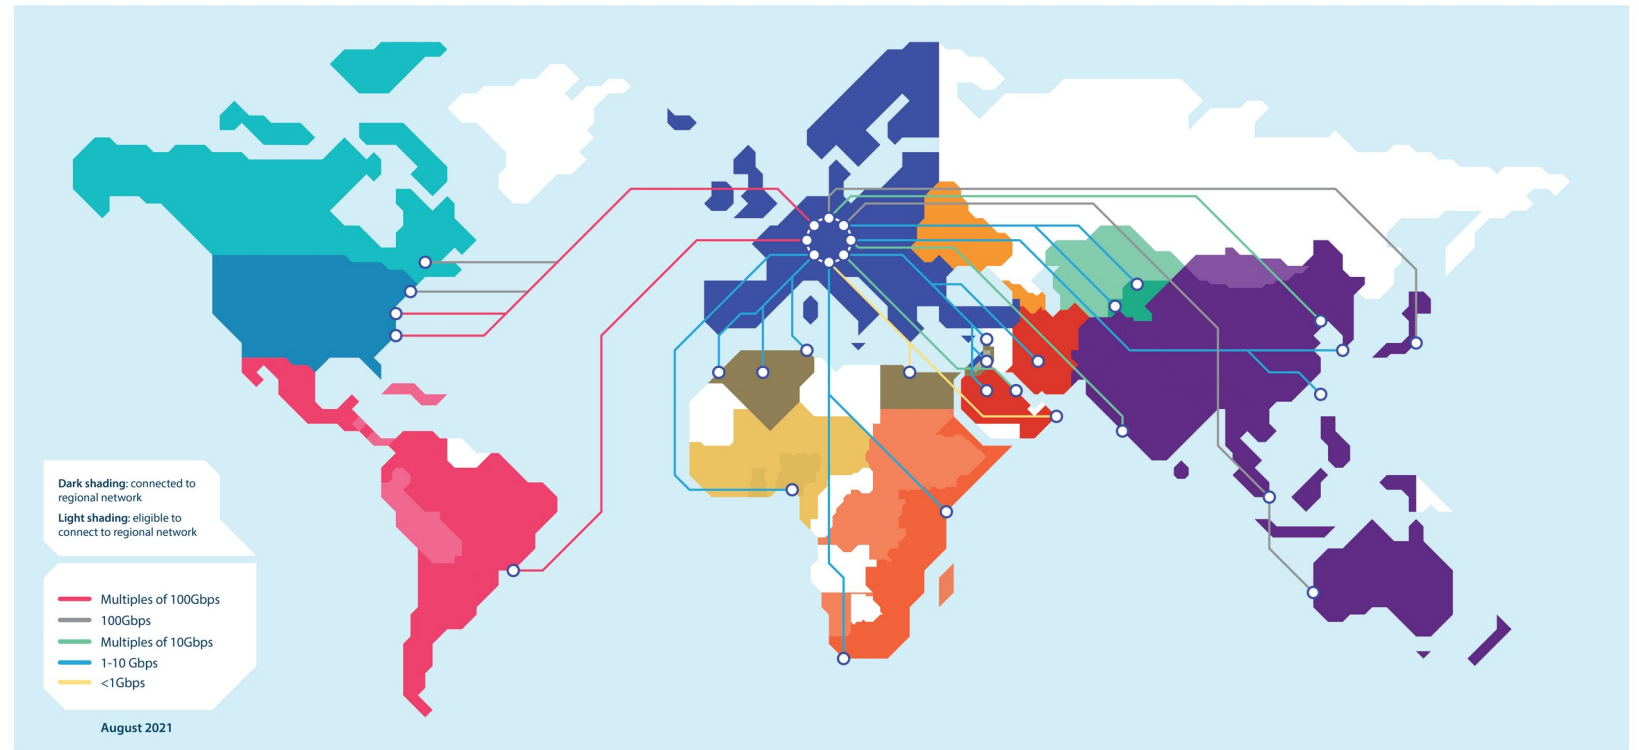 Dark shading: connected to
regional network
Light shading: eligible to
connect to regional network
Multiples of 100Gbps
100Gbps
Multiples of 10Gbps
1-10 Gbps
<1Gbps
August 2021